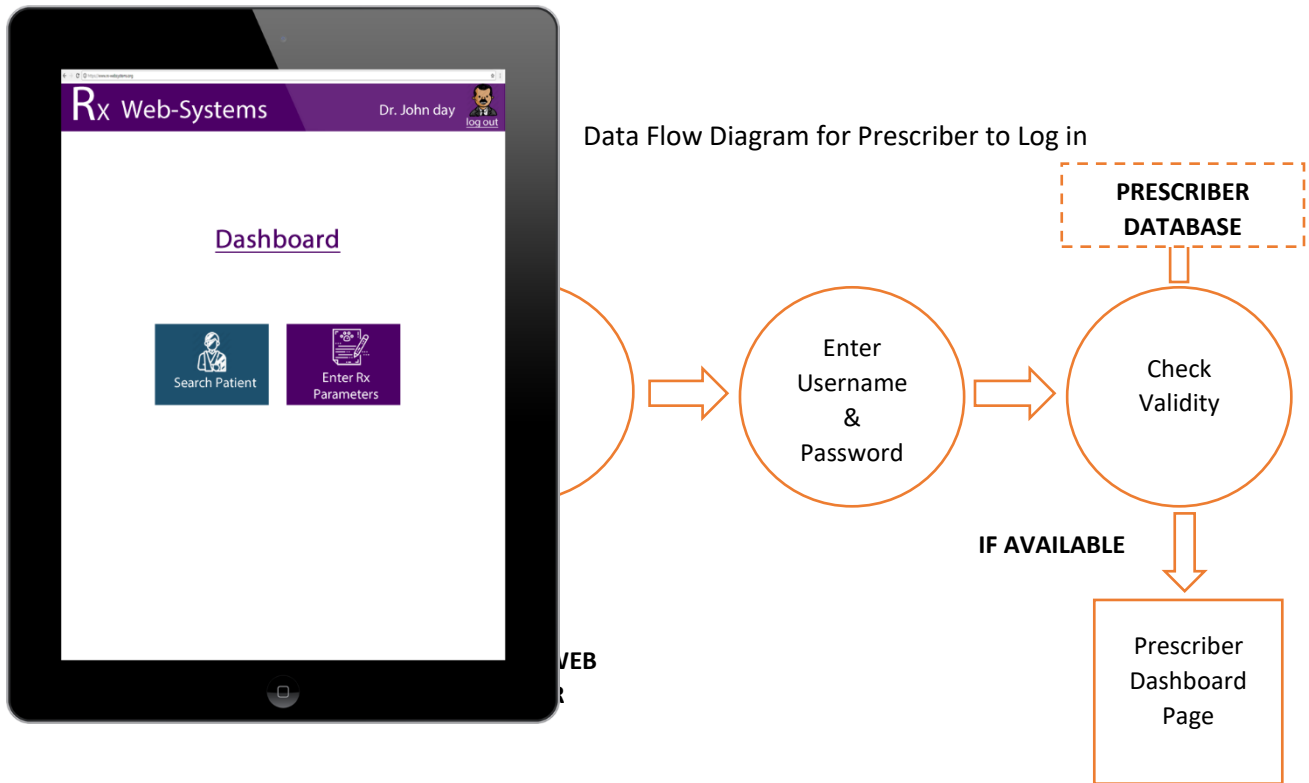 Rx Web-Systems
Dr. John day
log out
Dashboard
Search Patient
Enter Rx
Parameters
Data Flow Diagram for Prescriber to Log in
PRESCRIBER
DATABASE
Enter
Username
&
Password
Check
Validity
IF AVAILABLE
Prescriber
Dashboard
Page